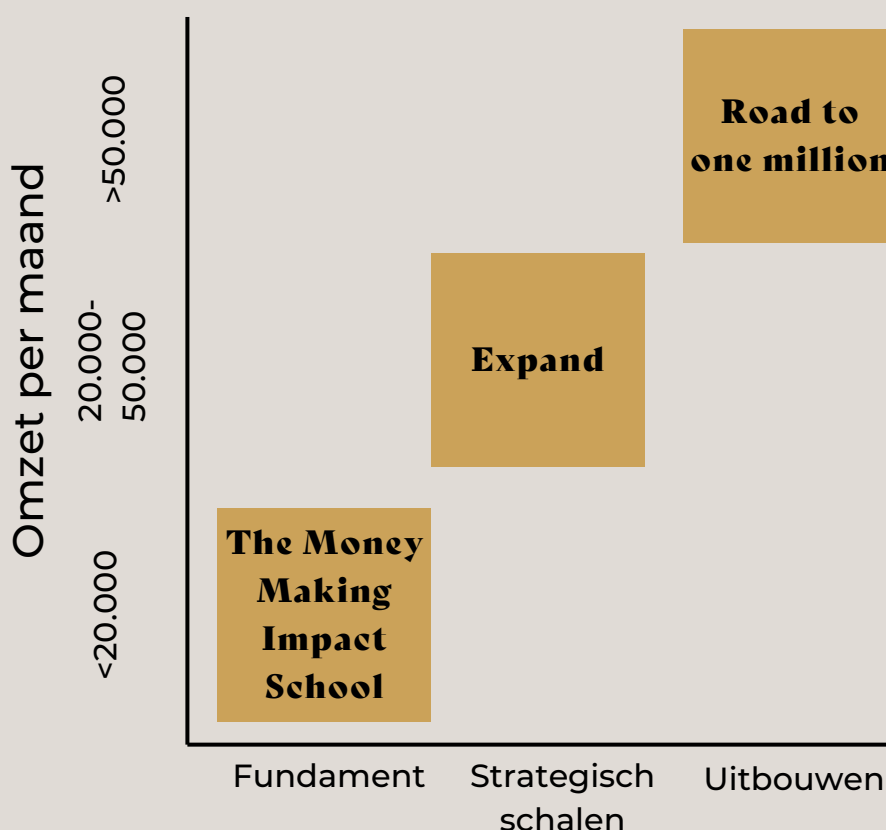 Omzet per maand
>50.000
20.000-
50.000
<20.000
Road to
one million
Expand
The Money
Making
Impact
School
Fundament
Strategisch
schalen
Uitbouwen